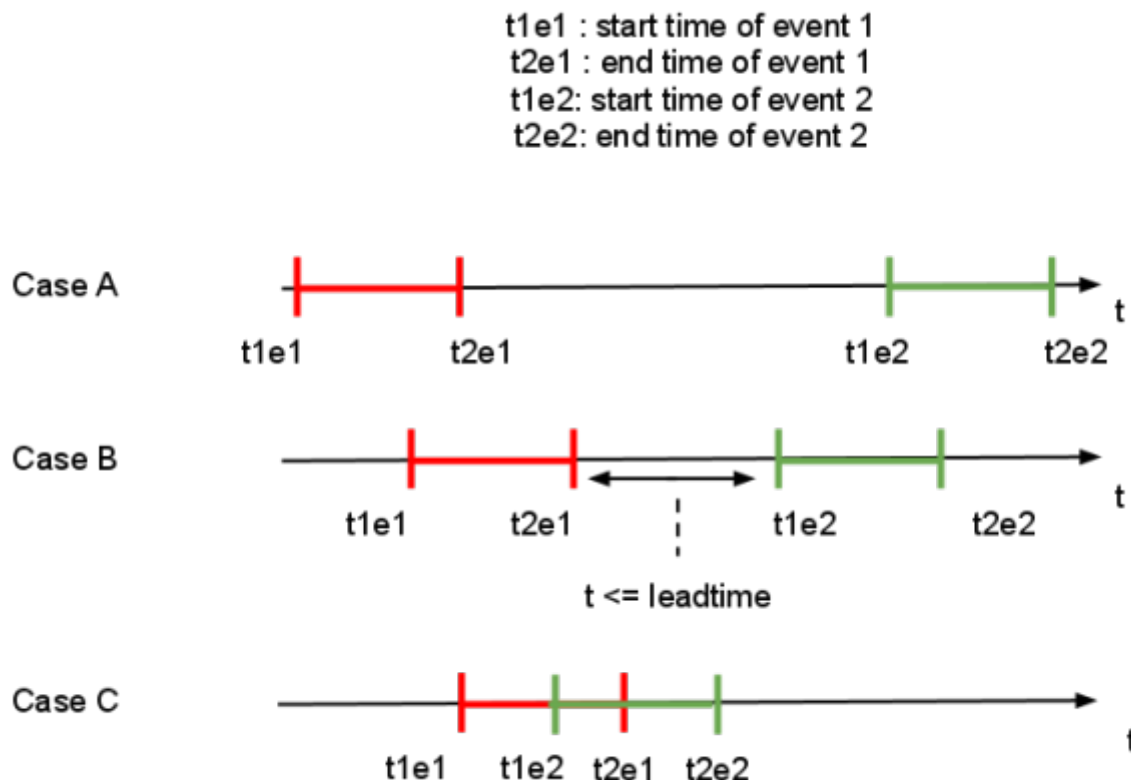 t1e1 : start time of event 1
t2e1 : end time of event 1
t1e2: start time of event 2
t2e2: end time of event 2
Case A
t
t1e1 t2e1 t1e2 t2e2
Case B
t
t1e1 t2e1 t1e2 t2e2
t <= leadtime
Case C
t
t1e1 t1e2 t2e1 t2e2